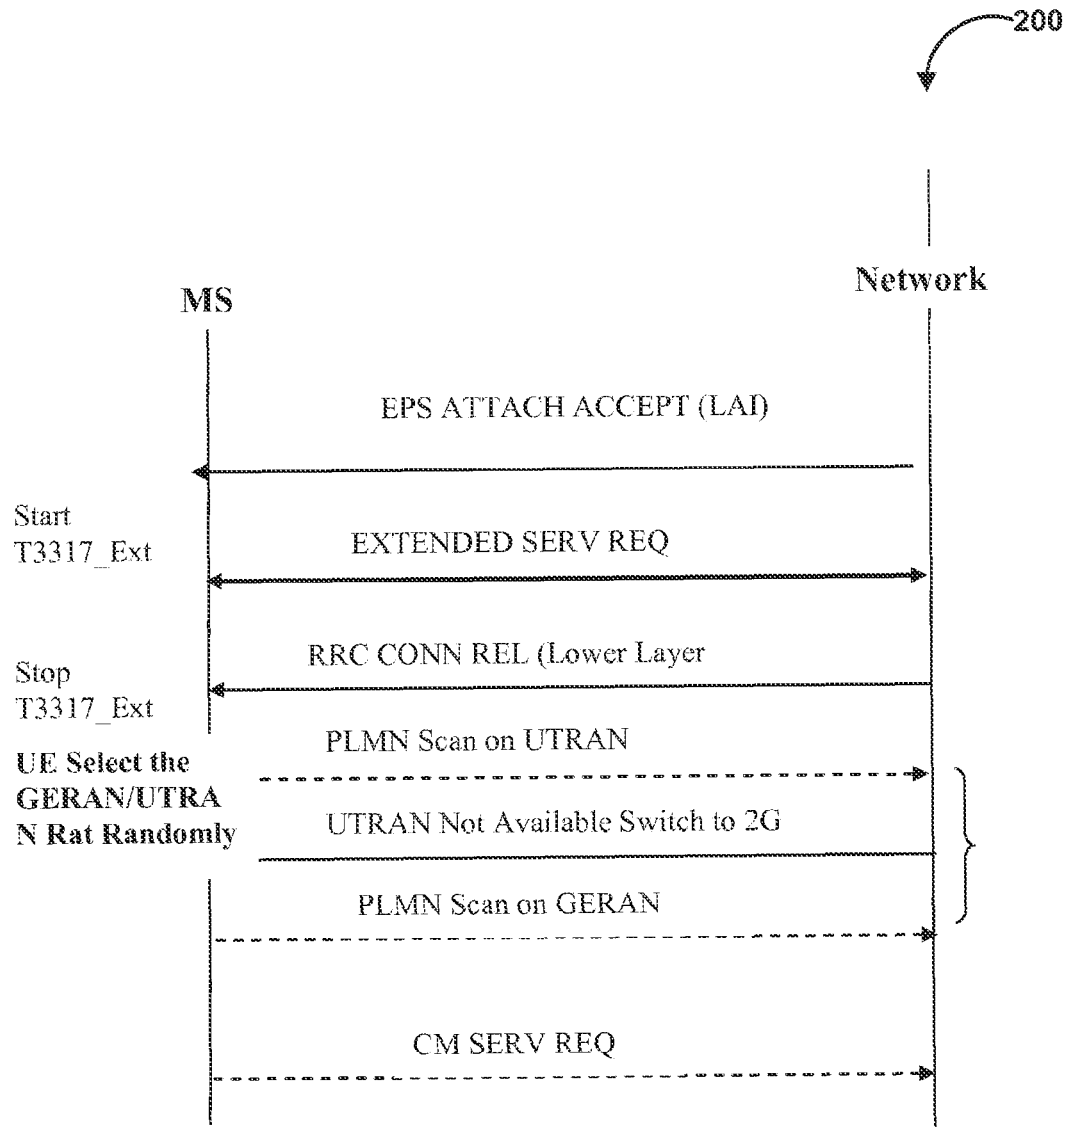 200
Network
MS
EPS ATTACH ACCEPT (LAI)
Start
T3317_Ext
EXTENDED SERV REQ
RRC CONN REL (Lower Layer
Stop
T3317_Ext
PLMN Scan on UTRAN
UE Select the
GERAN/UTRA
N Rat Randomly
UTRAN Not Available Switch to 2G
PLMN Scan on GERAN
CM SERV REQ